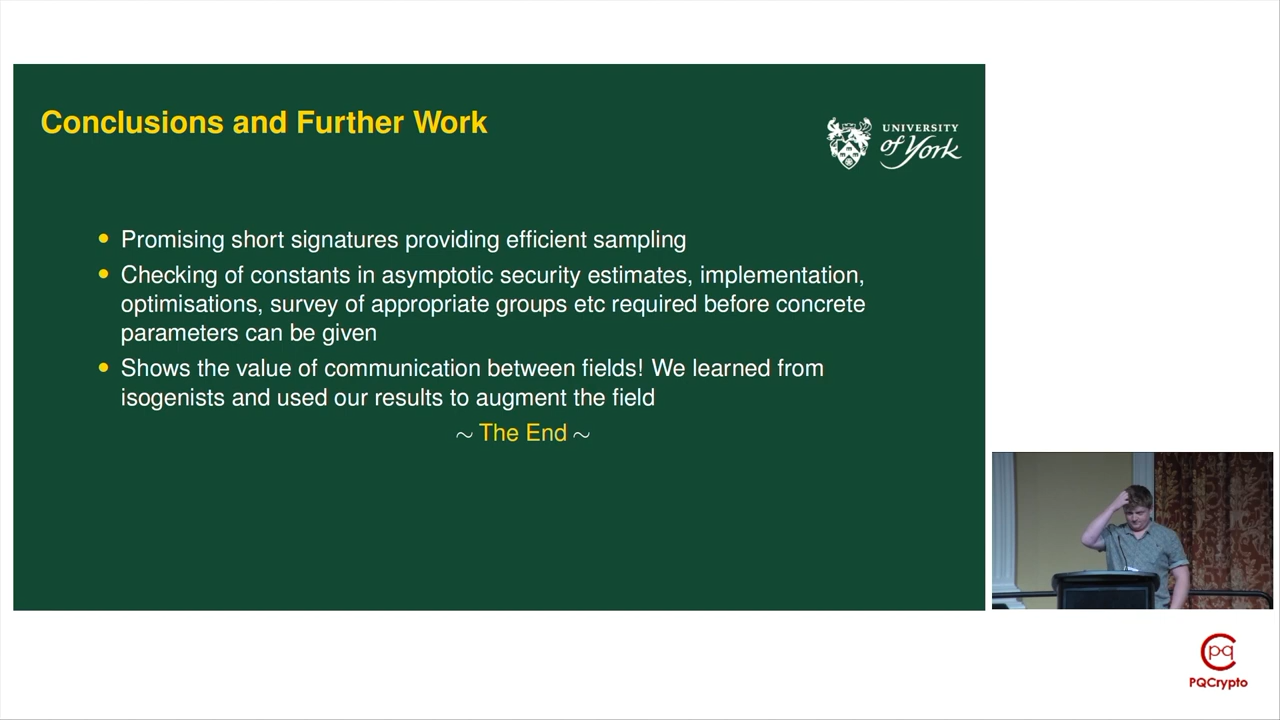 Conclusions and Further Work
UNIVERSITY
of York
• Promising short signatures providing efficient sampling
• Checking of constants in asymptotic security estimates, implementation,
optimisations, survey of appropriate groups etc required before concrete
parameters can be given
• Shows the value of communication between fields! We learned from
isogenists and used our results to augment the field
~ The End ~
pq
PQCrypto